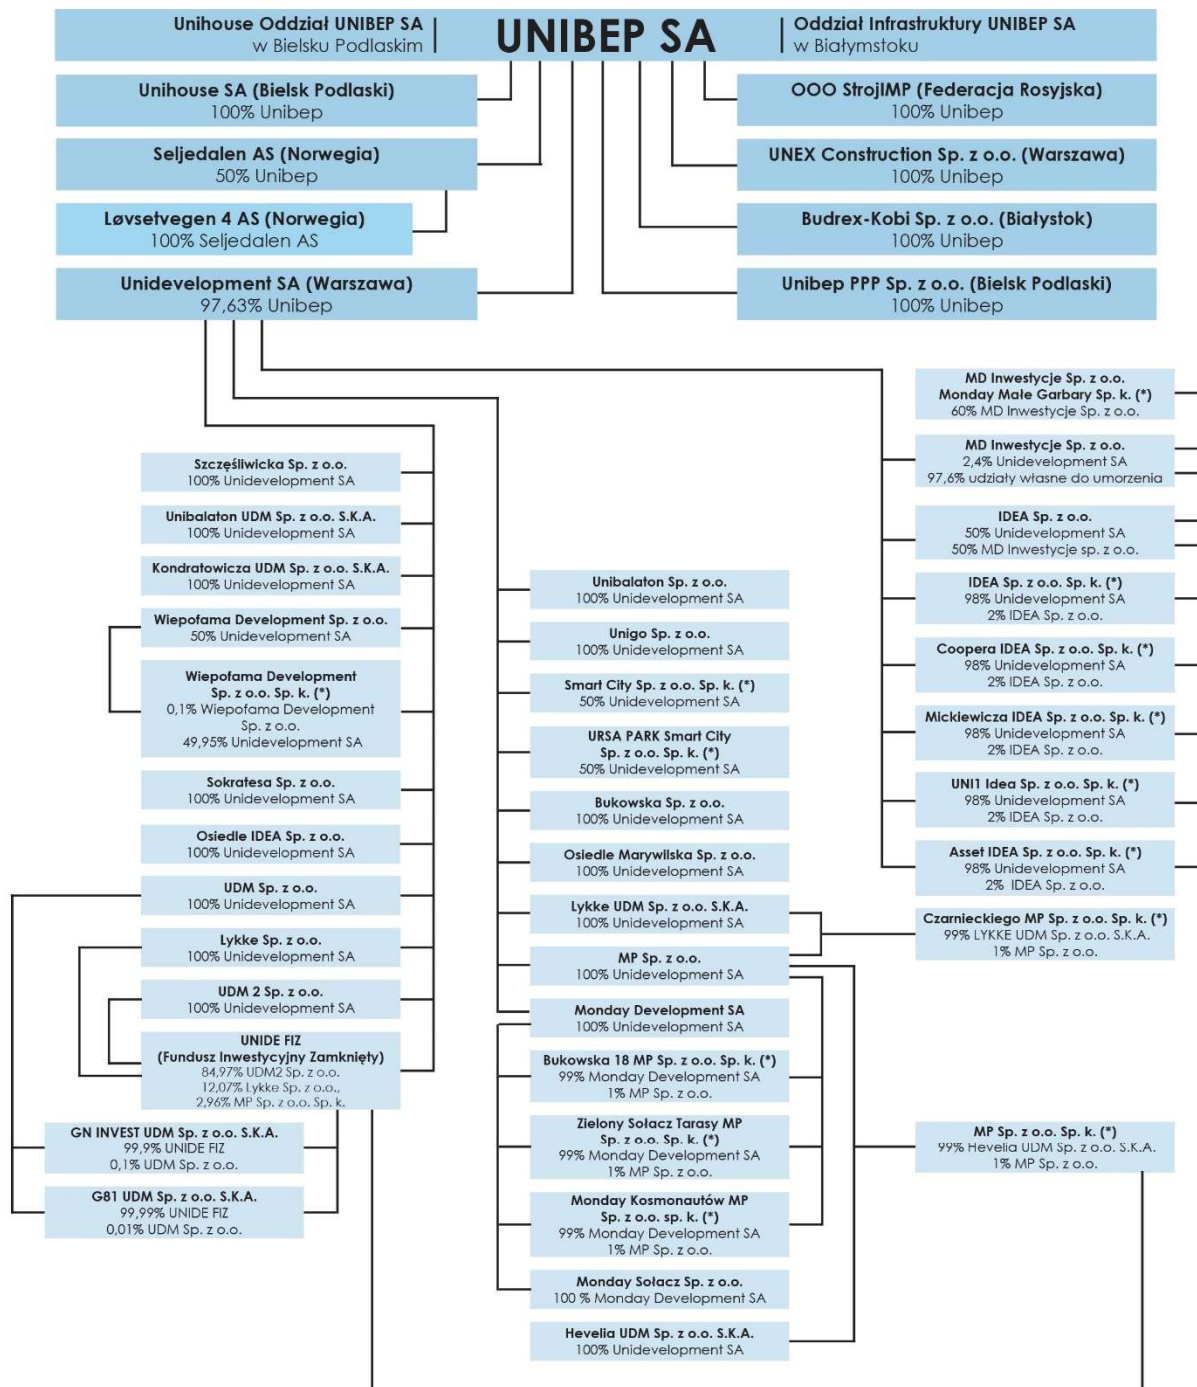 Unihouse Oddział UNIBEP SA
w Bielsku Podlaskim
UNIBEP SA
Oddział Infrastruktury UNIBEP SA
w Białymstoku
Unihouse SA (Bielsk Podlaski)
100% Unibep
Seljedalen AS (Norwegia)
50% Unibep
Løvsetvegen 4 AS (Norwegia)
100% Seljedalen AS
Unidevelopment SA (Warszawa)
97,63% Unibep
OOO StrojIMP (Federacja Rosyjska)
100% Unibep
UNEX Construction Sp. z o.o. (Warszawa)
100% Unibep
Budrex-Kobi Sp. z o.o. (Białystok)
100% Unibep
Unibep PPP Sp. z o.o. (Bielsk Podlaski)
100% Unibep
Szczęśliwicka Sp. z o.o.
100% Unidevelopment SA
Unibalaton UDM Sp. z o.o. S.K.A.
100% Unidevelopment SA
Kondratowicza UDM Sp. z o.o. S.K.A.
100% Unidevelopment SA
Wiepofama Development Sp. z o.o.
50% Unidevelopment SA
Wiepofama Development
Sp. z o.o. Sp. k. (*)
0,1% Wiepofama Development
Sp. z o.o.
49,95% Unidevelopment SA
Sokratesa Sp. z o.o.
100% Unidevelopment SA
Osiedle IDEA Sp. z o.o.
100% Unidevelopment SA
UDM Sp. z o.o.
100% Unidevelopment SA
Lykke Sp. z o.o.
100% Unidevelopment SA
UDM 2 Sp. z o.o.
100% Unidevelopment SA
UNIDE FIZ
(Fundusz Inwestycyjny Zamknięty)
84,97% UDM2 Sp. z o.o.
12,07% Lykke Sp. z o.o.,
2,96% MP Sp. z o.o. Sp. k.
GN INVEST UDM Sp. z o.o. S.K.A.
99,9% UNIDE FIZ
0,1% UDM Sp. z o.o.
G81 UDM Sp. z o.o. S.K.A.
99,99% UNIDE FIZ
0,01% UDM Sp. z o.o.
Unibalaton Sp. z o.o.
100% Unidevelopment SA
Unigo Sp. z o.o.
100% Unidevelopment SA
Smart City Sp. z o.o. Sp. k. (*)
50% Unidevelopment SA
URSA PARK Smart City
Sp. z o.o. Sp. k. (*)
50% Unidevelopment SA
Bukowska Sp. z o.o.
100% Unidevelopment SA
Osiedle Marywilska Sp. z o.o.
100% Unidevelopment SA
Lykke UDM Sp. z o.o. S.K.A.
100% Unidevelopment SA
MP Sp. z o.o.
100% Unidevelopment SA
Monday Development SA
100% Unidevelopment SA
Bukowska 18 MP Sp. z o.o. Sp. k. (*)
99% Monday Development SA
1% MP Sp. z o.o.
Zielony Sołacz Tarasy MP
Sp. z o.o. Sp. k. (*)
99% Monday Development SA
1% MP Sp. z o.o.
Monday Kosmonautów MP
Sp. z o.o. sp. k. (*)
99% Monday Development SA
1% MP Sp. z o.o.
Monday Sołacz Sp. z o.o.
100 % Monday Development SA
Hevelia UDM Sp. z o.o. S.K.A.
100% Unidevelopment SA
MD Inwestycje Sp. z o.o.
Monday Małe Garbary Sp. k. (*)
60% MD Inwestycje Sp. z o.o.
MD Inwestycje Sp. z o.o.
2,4% Unidevelopment SA
97,6% udziały własne do umorzenia
IDEA Sp. z o.o.
50% Unidevelopment SA
50% MD Inwestycje sp. z o.o.
IDEA Sp. z o.o. Sp. k. (*)
98% Unidevelopment SA
2% IDEA Sp. z o.o.
Coopera IDEA Sp. z o.o. Sp. k. (*)
98% Unidevelopment SA
2% IDEA Sp. z o.o.
Mickiewicza IDEA Sp. z o.o. Sp. k. (*)
98% Unidevelopment SA
2% IDEA Sp. z o.o.
UNI1 Idea Sp. z o.o. Sp. k. (*)
98% Unidevelopment SA
2% IDEA Sp. z o.o.
Asset IDEA Sp. z o.o. Sp. k. (*)
98% Unidevelopment SA
2% IDEA Sp. z o.o.
Czarnieckiego MP Sp. z o.o. Sp. k. (*)
99% LYKKE UDM Sp. z o.o. S.K.A.
1% MP Sp. z o.o.
MP Sp. z o.o. Sp. k. (*)
99% Hevelia UDM Sp. z o.o. S.K.A.
1% MP Sp. z o.o.